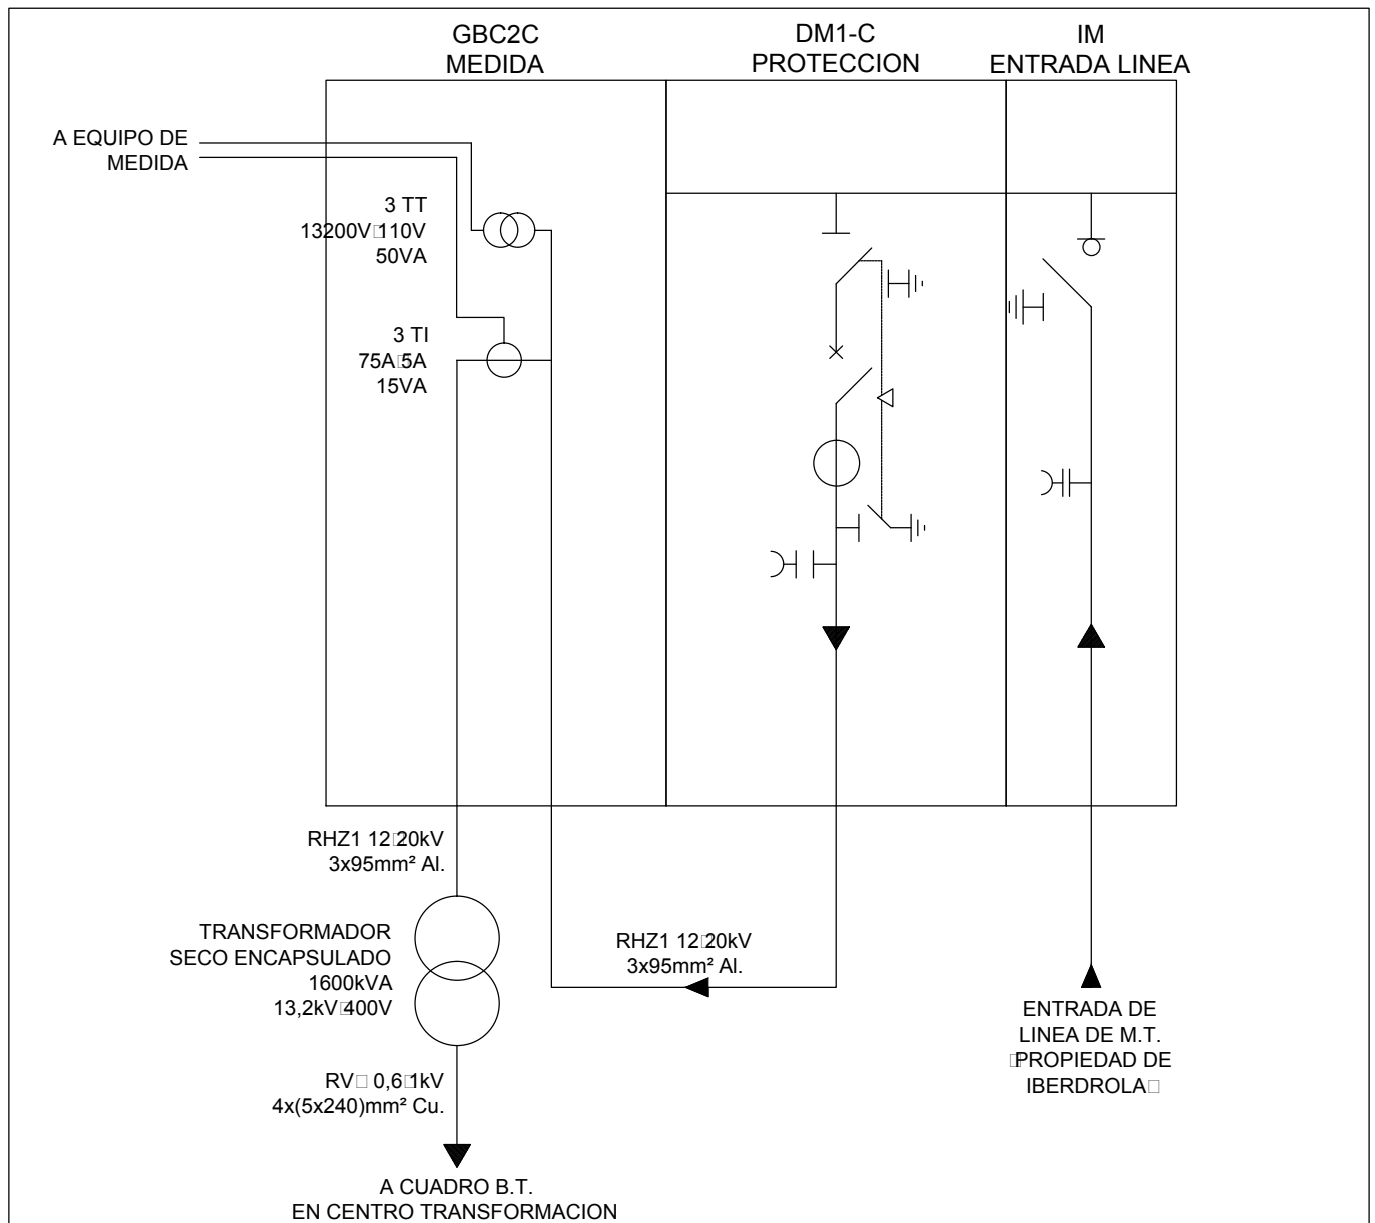 GBC2C
MEDIDA
DM1-C
PROTECCION
IM
ENTRADA LINEA
A EQUIPO DE
MEDIDA
3 TT
13200V□110V
50VA
3 TI
75A□5A
15VA
RHZ1 12□20kV
3x95mm² Al.
TRANSFORMADOR
SECO ENCAPSULADO
1600kVA
13,2kV□400V
RHZ1 12□20kV
3x95mm² Al.
ENTRADA DE
LINEA DE M.T.
□PROPIEDAD DE
IBERDROLA□
RV□ 0,6□1kV
4x(5x240)mm² Cu.
A CUADRO B.T.
EN CENTRO TRANSFORMACION